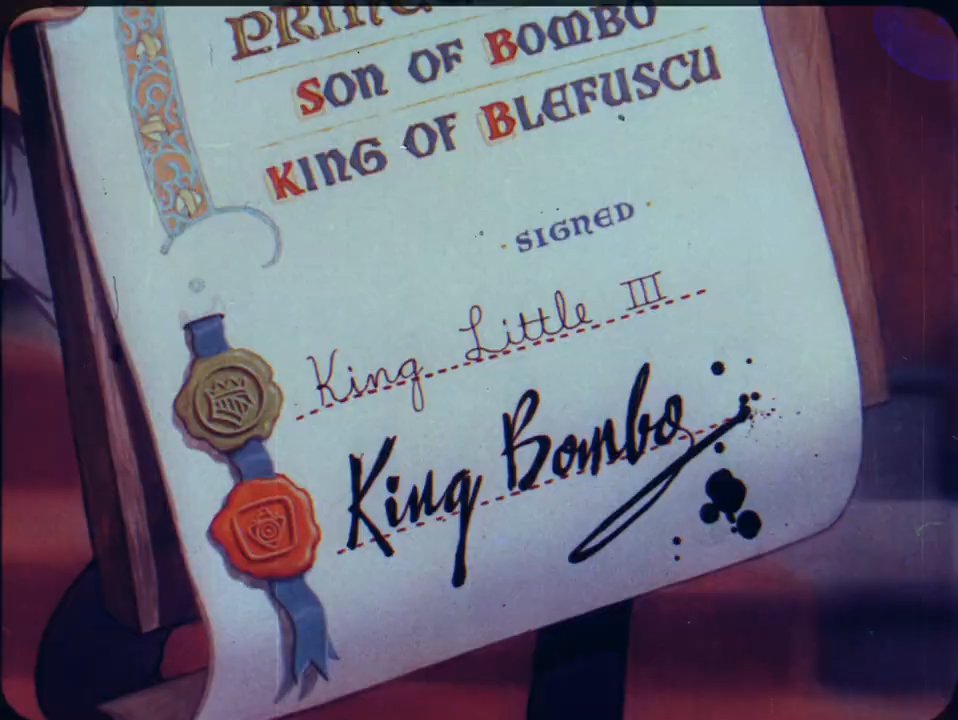 SON OF BOMBO
KING OF BLEFUSCU
· SIGNED ·
King Little III
King Bombo